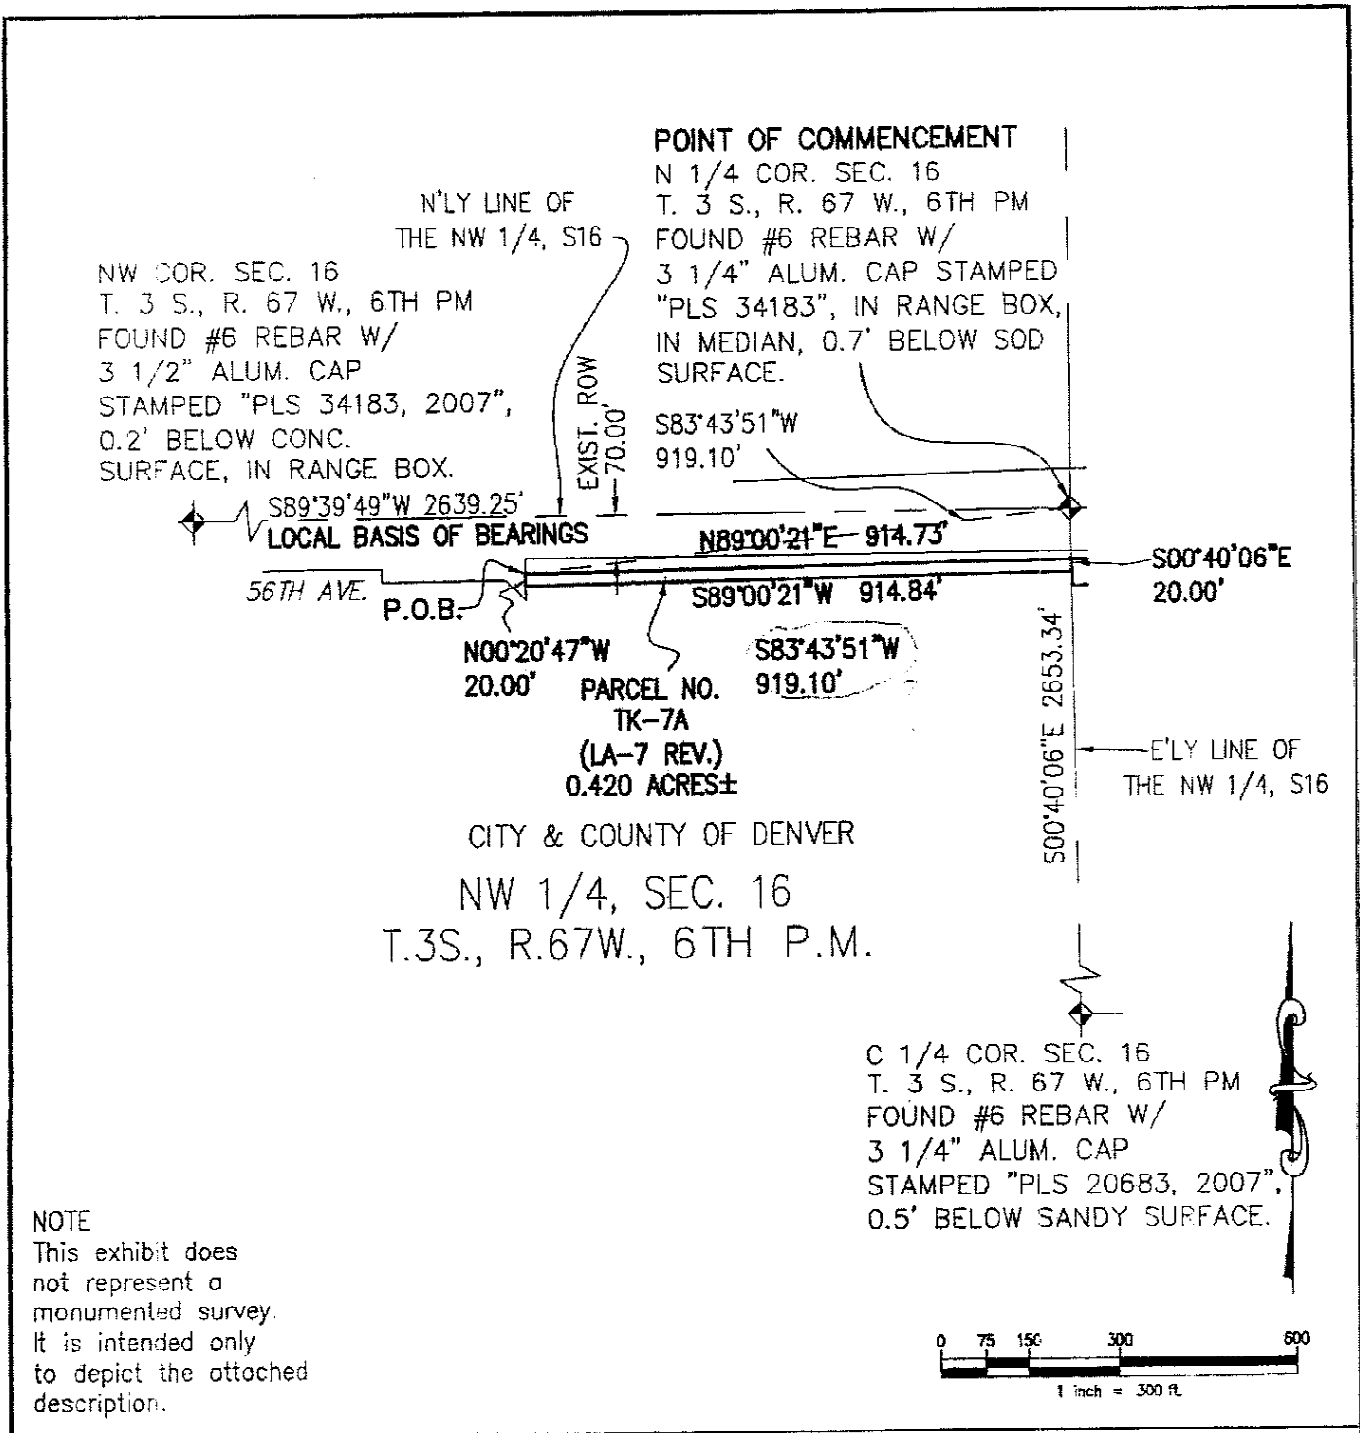 POINT OF COMMENCEMENT
N 1/4 COR. SEC. 16
T. 3 S., R. 67 W., 6TH PM
FOUND #6 REBAR W/
3 1/4" ALUM. CAP STAMPED
"PLS 34183", IN RANGE BOX,
IN MEDIAN, 0.7' BELOW SOD
SURFACE.
N'LY LINE OF
THE NW 1/4, S16
NW COR. SEC. 16
T. 3 S., R. 67 W., 6TH PM
FOUND #6 REBAR W/
3 1/2" ALUM. CAP
STAMPED "PLS 34183, 2007",
0.2' BELOW CONC.
SURFACE, IN RANGE BOX.
EXIST. ROW
70.00'
S83°43'51"W
919.10'
S89°39'49"W 2639.25'
LOCAL BASIS OF BEARINGS
N89°00'21"E 914.73'
S00°40'06"E
20.00'
56TH AVE.
P.O.B.
S89°00'21"W 914.84'
N00°20'47"W
20.00'
S83°43'51"W
919.10'
PARCEL NO.
TK-7A
(LA-7 REV.)
0.420 ACRES±
S00°40'06"E 2653.34'
E'LY LINE OF
THE NW 1/4, S16
CITY & COUNTY OF DENVER
NW 1/4, SEC. 16
T.3S., R.67W., 6TH P.M.
C 1/4 COR. SEC. 16
T. 3 S., R. 67 W., 6TH PM
FOUND #6 REBAR W/
3 1/4" ALUM. CAP
STAMPED "PLS 20683, 2007",
0.5' BELOW SANDY SURFACE.
NOTE
This exhibit does
not represent a
monumented survey.
It is intended only
to depict the attached
description.
0 75 150 300 600
1 inch = 300 ft.